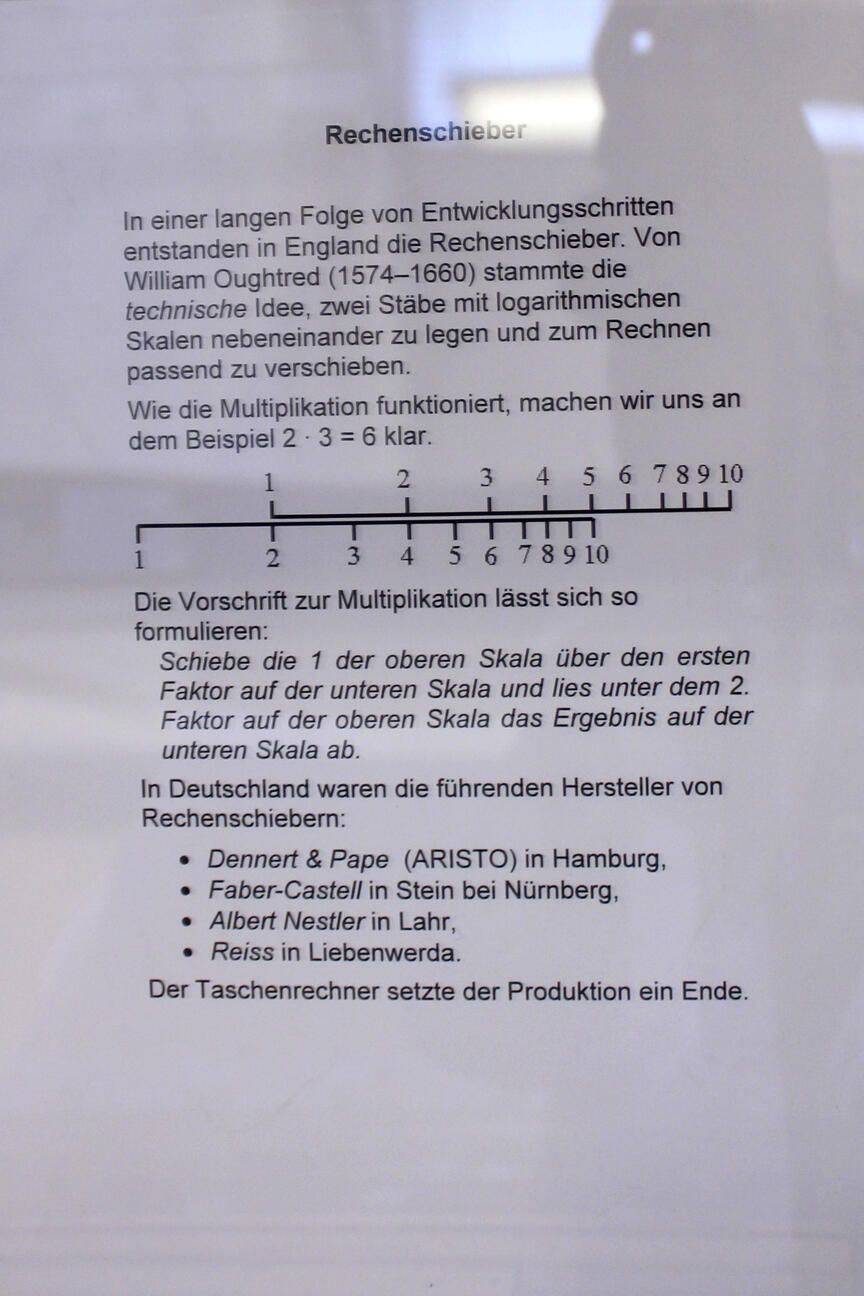 Rechenschieber
In einer langen Folge von Entwicklungsschritten
entstanden in England die Rechenschieber. Von
William Oughtred (1574–1660) stammte die
technische Idee, zwei Stäbe mit logarithmischen
Skalen nebeneinander zu legen und zum Rechnen
passend zu verschieben.
Wie die Multiplikation funktioniert, machen wir uns an
dem Beispiel 2 · 3 = 6 klar.
1 2 3 4 5 6 7 8 9 10
1 2 3 4 5 6 7 8 9 10
Die Vorschrift zur Multiplikation lässt sich so
formulieren:
Schiebe die 1 der oberen Skala über den ersten
Faktor auf der unteren Skala und lies unter dem 2.
Faktor auf der oberen Skala das Ergebnis auf der
unteren Skala ab.
In Deutschland waren die führenden Hersteller von
Rechenschiebern:
• Dennert & Pape (ARISTO) in Hamburg,
• Faber-Castell in Stein bei Nürnberg,
• Albert Nestler in Lahr,
• Reiss in Liebenwerda.
Der Taschenrechner setzte der Produktion ein Ende.